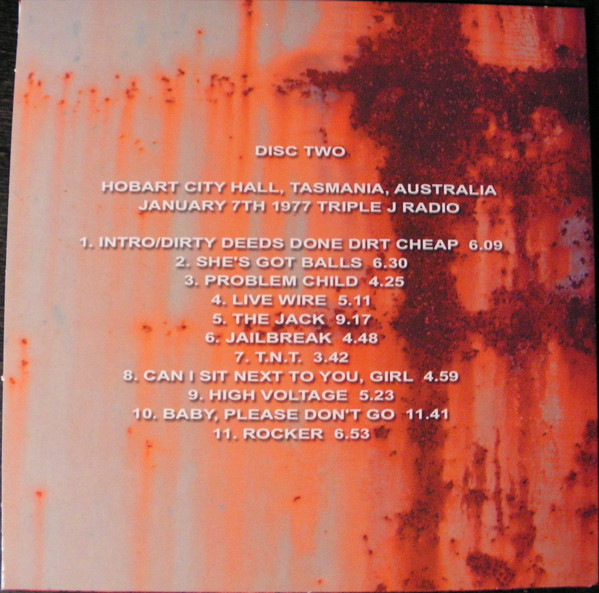 DISC TWO
HOBART CITY HALL, TASMANIA, AUSTRALIA
JANUARY 7TH 1977 TRIPLE J RADIO
1. INTRO/DIRTY DEEDS DONE DIRT CHEAP 6.09
2. SHE'S GOT BALLS 6.30
3. PROBLEM CHILD 4.25
4. LIVE WIRE 5.11
5. THE JACK 9.17
6. JAILBREAK 4.48
7. T.N.T. 3.42
8. CAN I SIT NEXT TO YOU, GIRL 4.59
9. HIGH VOLTAGE 5.23
10. BABY, PLEASE DON'T GO 11.41
11. ROCKER 6.53